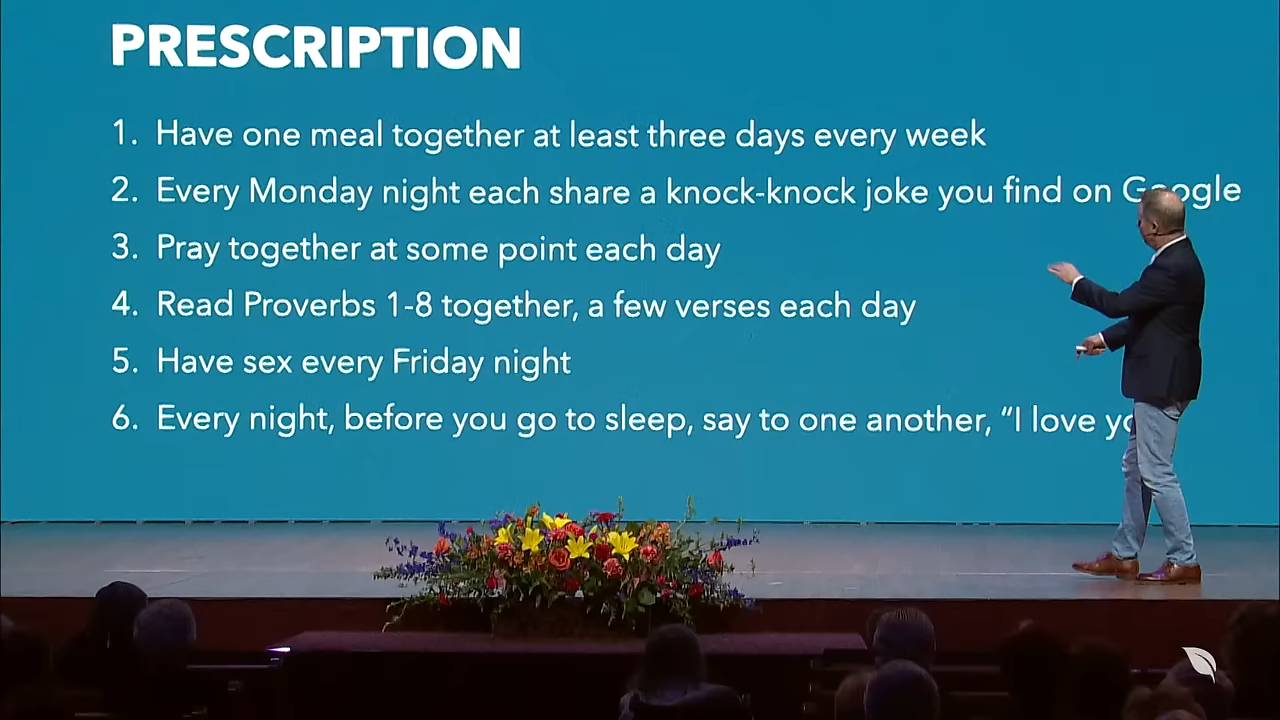 PRESCRIPTION
1. Have one meal together at least three days every week
2. Every Monday night each share a knock-knock joke you find on Google
3. Pray together at some point each day
4. Read Proverbs 1-8 together, a few verses each day
5. Have sex every Friday night
6. Every night, before you go to sleep, say to one another, “I love